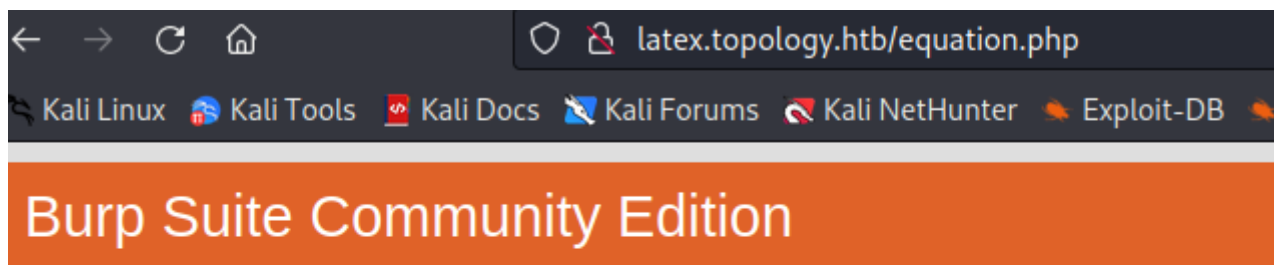 latex.topology.htb/equation.php
Kali Linux Kali Tools Kali Docs Kali Forums Kali NetHunter Exploit-DB
Burp Suite Community Edition